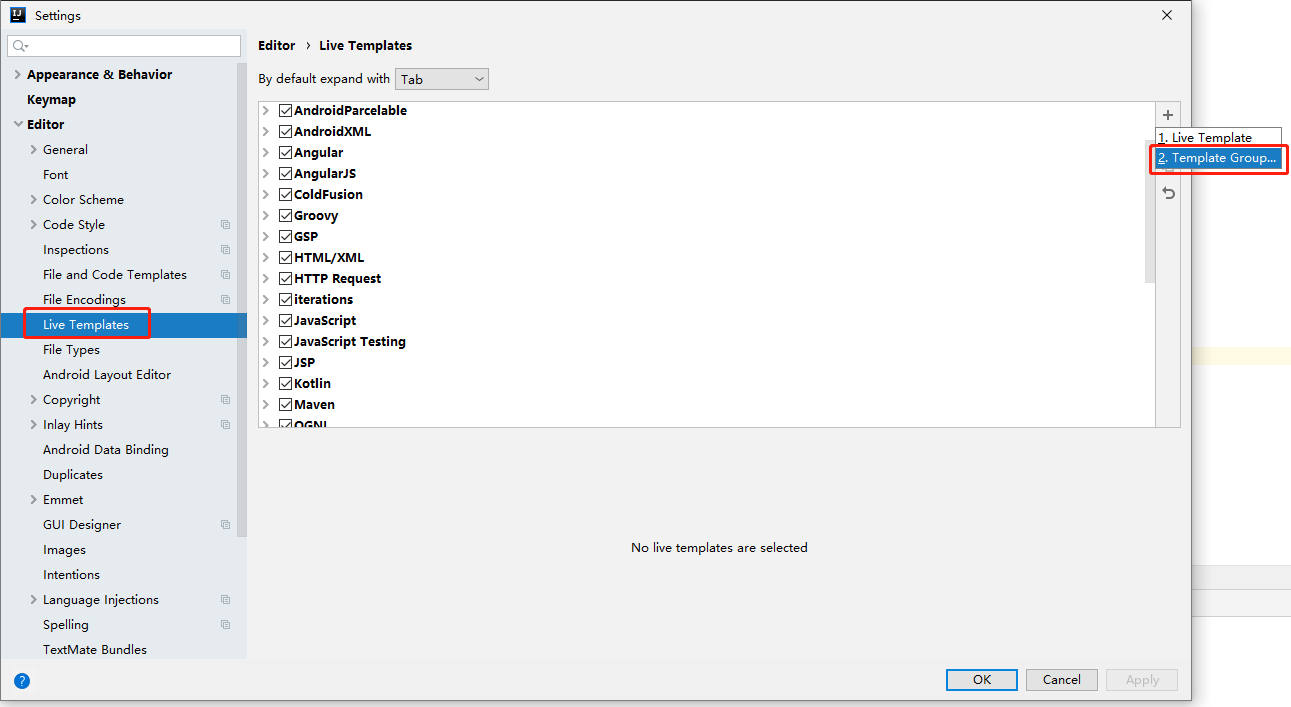 Settings
Editor › Live Templates
Appearance & Behavior
Keymap
Editor
General
Font
Color Scheme
Code Style
Inspections
File and Code Templates
File Encodings
Live Templates
File Types
Android Layout Editor
Copyright
Inlay Hints
Android Data Binding
Duplicates
Emmet
GUI Designer
Images
Intentions
Language Injections
Spelling
TextMate Bundles
By default expand with Tab
AndroidParcelable
AndroidXML
Angular
AngularJS
ColdFusion
Groovy
GSP
HTML/XML
HTTP Request
iterations
JavaScript
JavaScript Testing
JSP
Kotlin
Maven
OGNL
1. Live Template
2. Template Group...
No live templates are selected
?
OK
Cancel
Apply